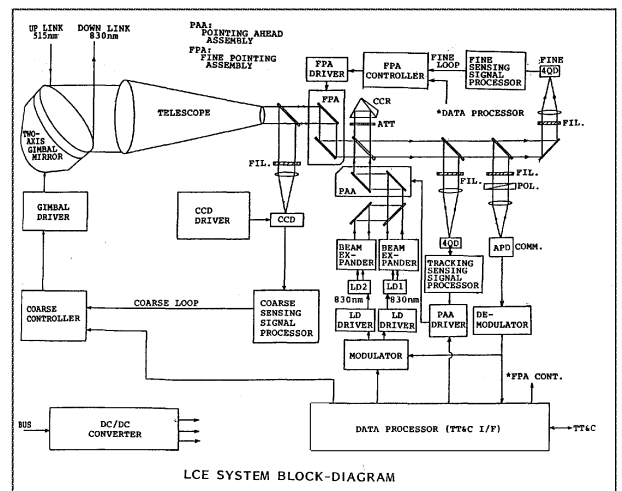 UP LINK
515nm
DOWN LINK
830nm
PAA:
POINTING AHEAD
ASSEMBLY
FPA:
FINE POINTING
ASSEMBLY
TWO-
AXIS
GIMBAL
MIRROR
TELESCOPE
FPA
DRIVER
FPA
CONTROLLER
FINE
LOOP
FINE
SENSING
SIGNAL
PROCESSOR
FINE
4QD
*DATA PROCESSOR
FPA
CCR
ATT
FIL.
FIL.
FIL.
FIL.
POL.
PAA
GIMBAL
DRIVER
CCD
DRIVER
CCD
BEAM
EX-
PANDER
BEAM
EX-
PANDER
4QD
APD
COMM.
LD2
LD1
830nm
830nm
TRACKING
SENSING
SIGNAL
PROCESSOR
COARSE
CONTROLLER
COARSE LOOP
COARSE
SENSING
SIGNAL
PROCESSOR
LD
DRIVER
LD
DRIVER
PAA
DRIVER
DE-
MODULATOR
MODULATOR
*FPA CONT.
BUS
DC/DC
CONVERTER
DATA PROCESSOR (TT&C I/F)
TT&C
LCE SYSTEM BLOCK-DIAGRAM